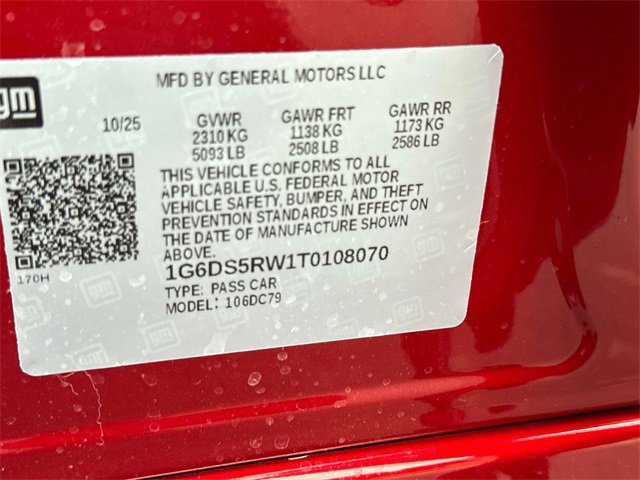 MFD BY GENERAL MOTORS LLC
gm
10/25 GVWR GAWR FRT GAWR RR
2310 KG 1138 KG 1173 KG
5093 LB 2508 LB 2586 LB
THIS VEHICLE CONFORMS TO ALL
APPLICABLE U.S. FEDERAL MOTOR
VEHICLE SAFETY, BUMPER, AND THEFT
PREVENTION STANDARDS IN EFFECT ON
THE DATE OF MANUFACTURE SHOWN
ABOVE.
170H
1G6DS5RW1T0108070
TYPE: PASS CAR
MODEL: 106DC79